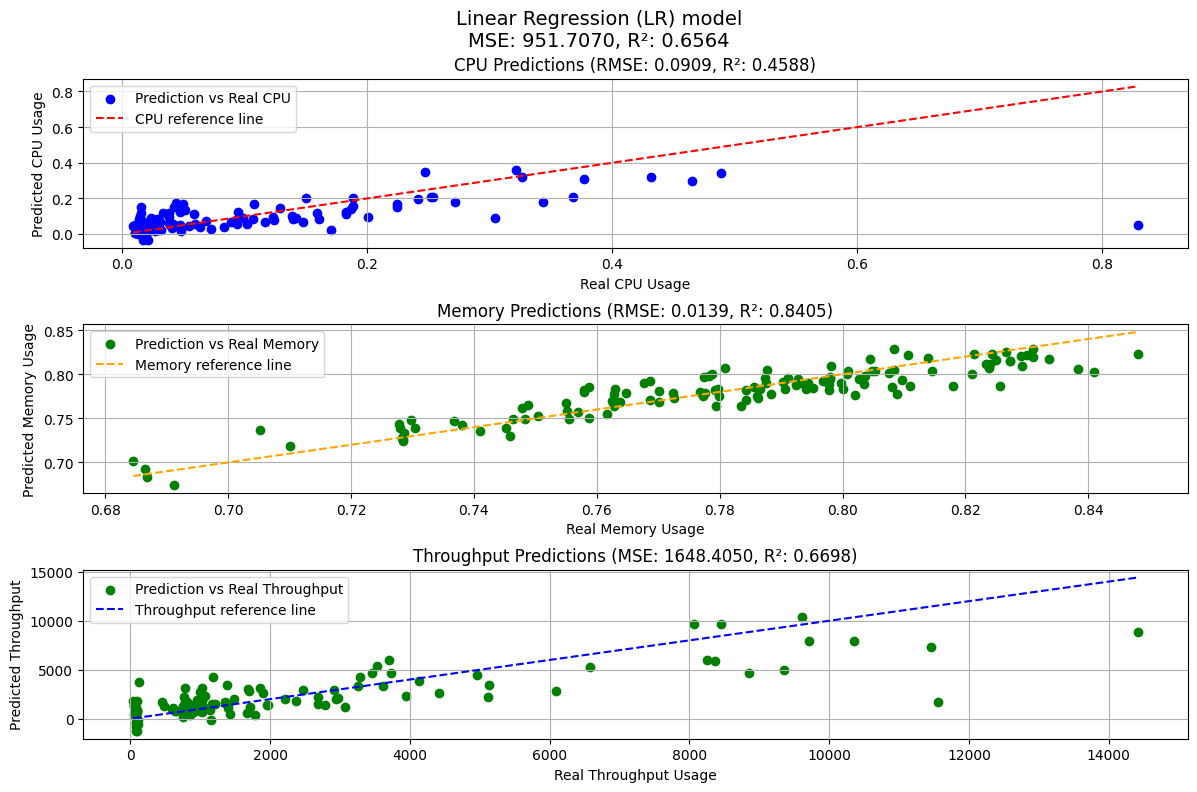 Linear Regression (LR) model
MSE: 951.7070, R²: 0.6564
CPU Predictions (RMSE: 0.0909, R²: 0.4588)
Predicted CPU Usage
0.8
0.6
0.4
0.2
0.0
Prediction vs Real CPU
CPU reference line
0.0 0.2 0.4 0.6 0.8
Real CPU Usage
Memory Predictions (RMSE: 0.0139, R²: 0.8405)
Predicted Memory Usage
0.85
0.80
0.75
0.70
Prediction vs Real Memory
Memory reference line
0.68 0.70 0.72 0.74 0.76 0.78 0.80 0.82 0.84
Real Memory Usage
Throughput Predictions (MSE: 1648.4050, R²: 0.6698)
Predicted Throughput
15000
10000
5000
0
Prediction vs Real Throughput
Throughput reference line
0 2000 4000 6000 8000 10000 12000 14000
Real Throughput Usage